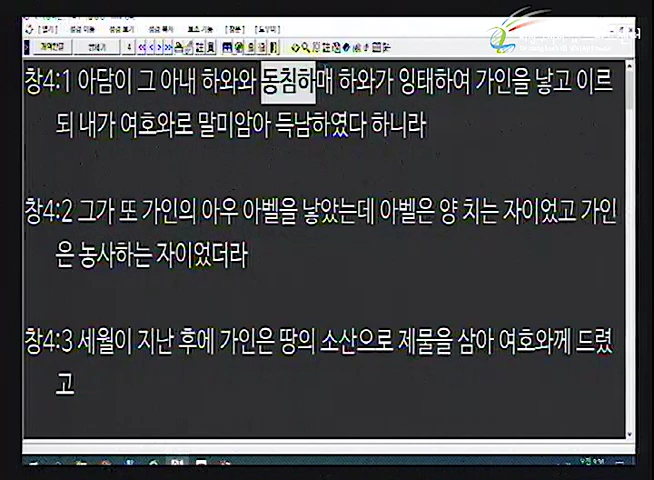 창4:1 아담이 그 아내 하와와 동침하매 하와가 잉태하여 가인을 낳고 이르
되 내가 여호와로 말미암아 득남하였다 하니라
창4:2 그가 또 가인의 아우 아벨을 낳았는데 아벨은 양 치는 자이었고 가인
은 농사하는 자이었더라
창4:3 세월이 지난 후에 가인은 땅의 소산으로 제물을 삼아 여호와께 드렸
고